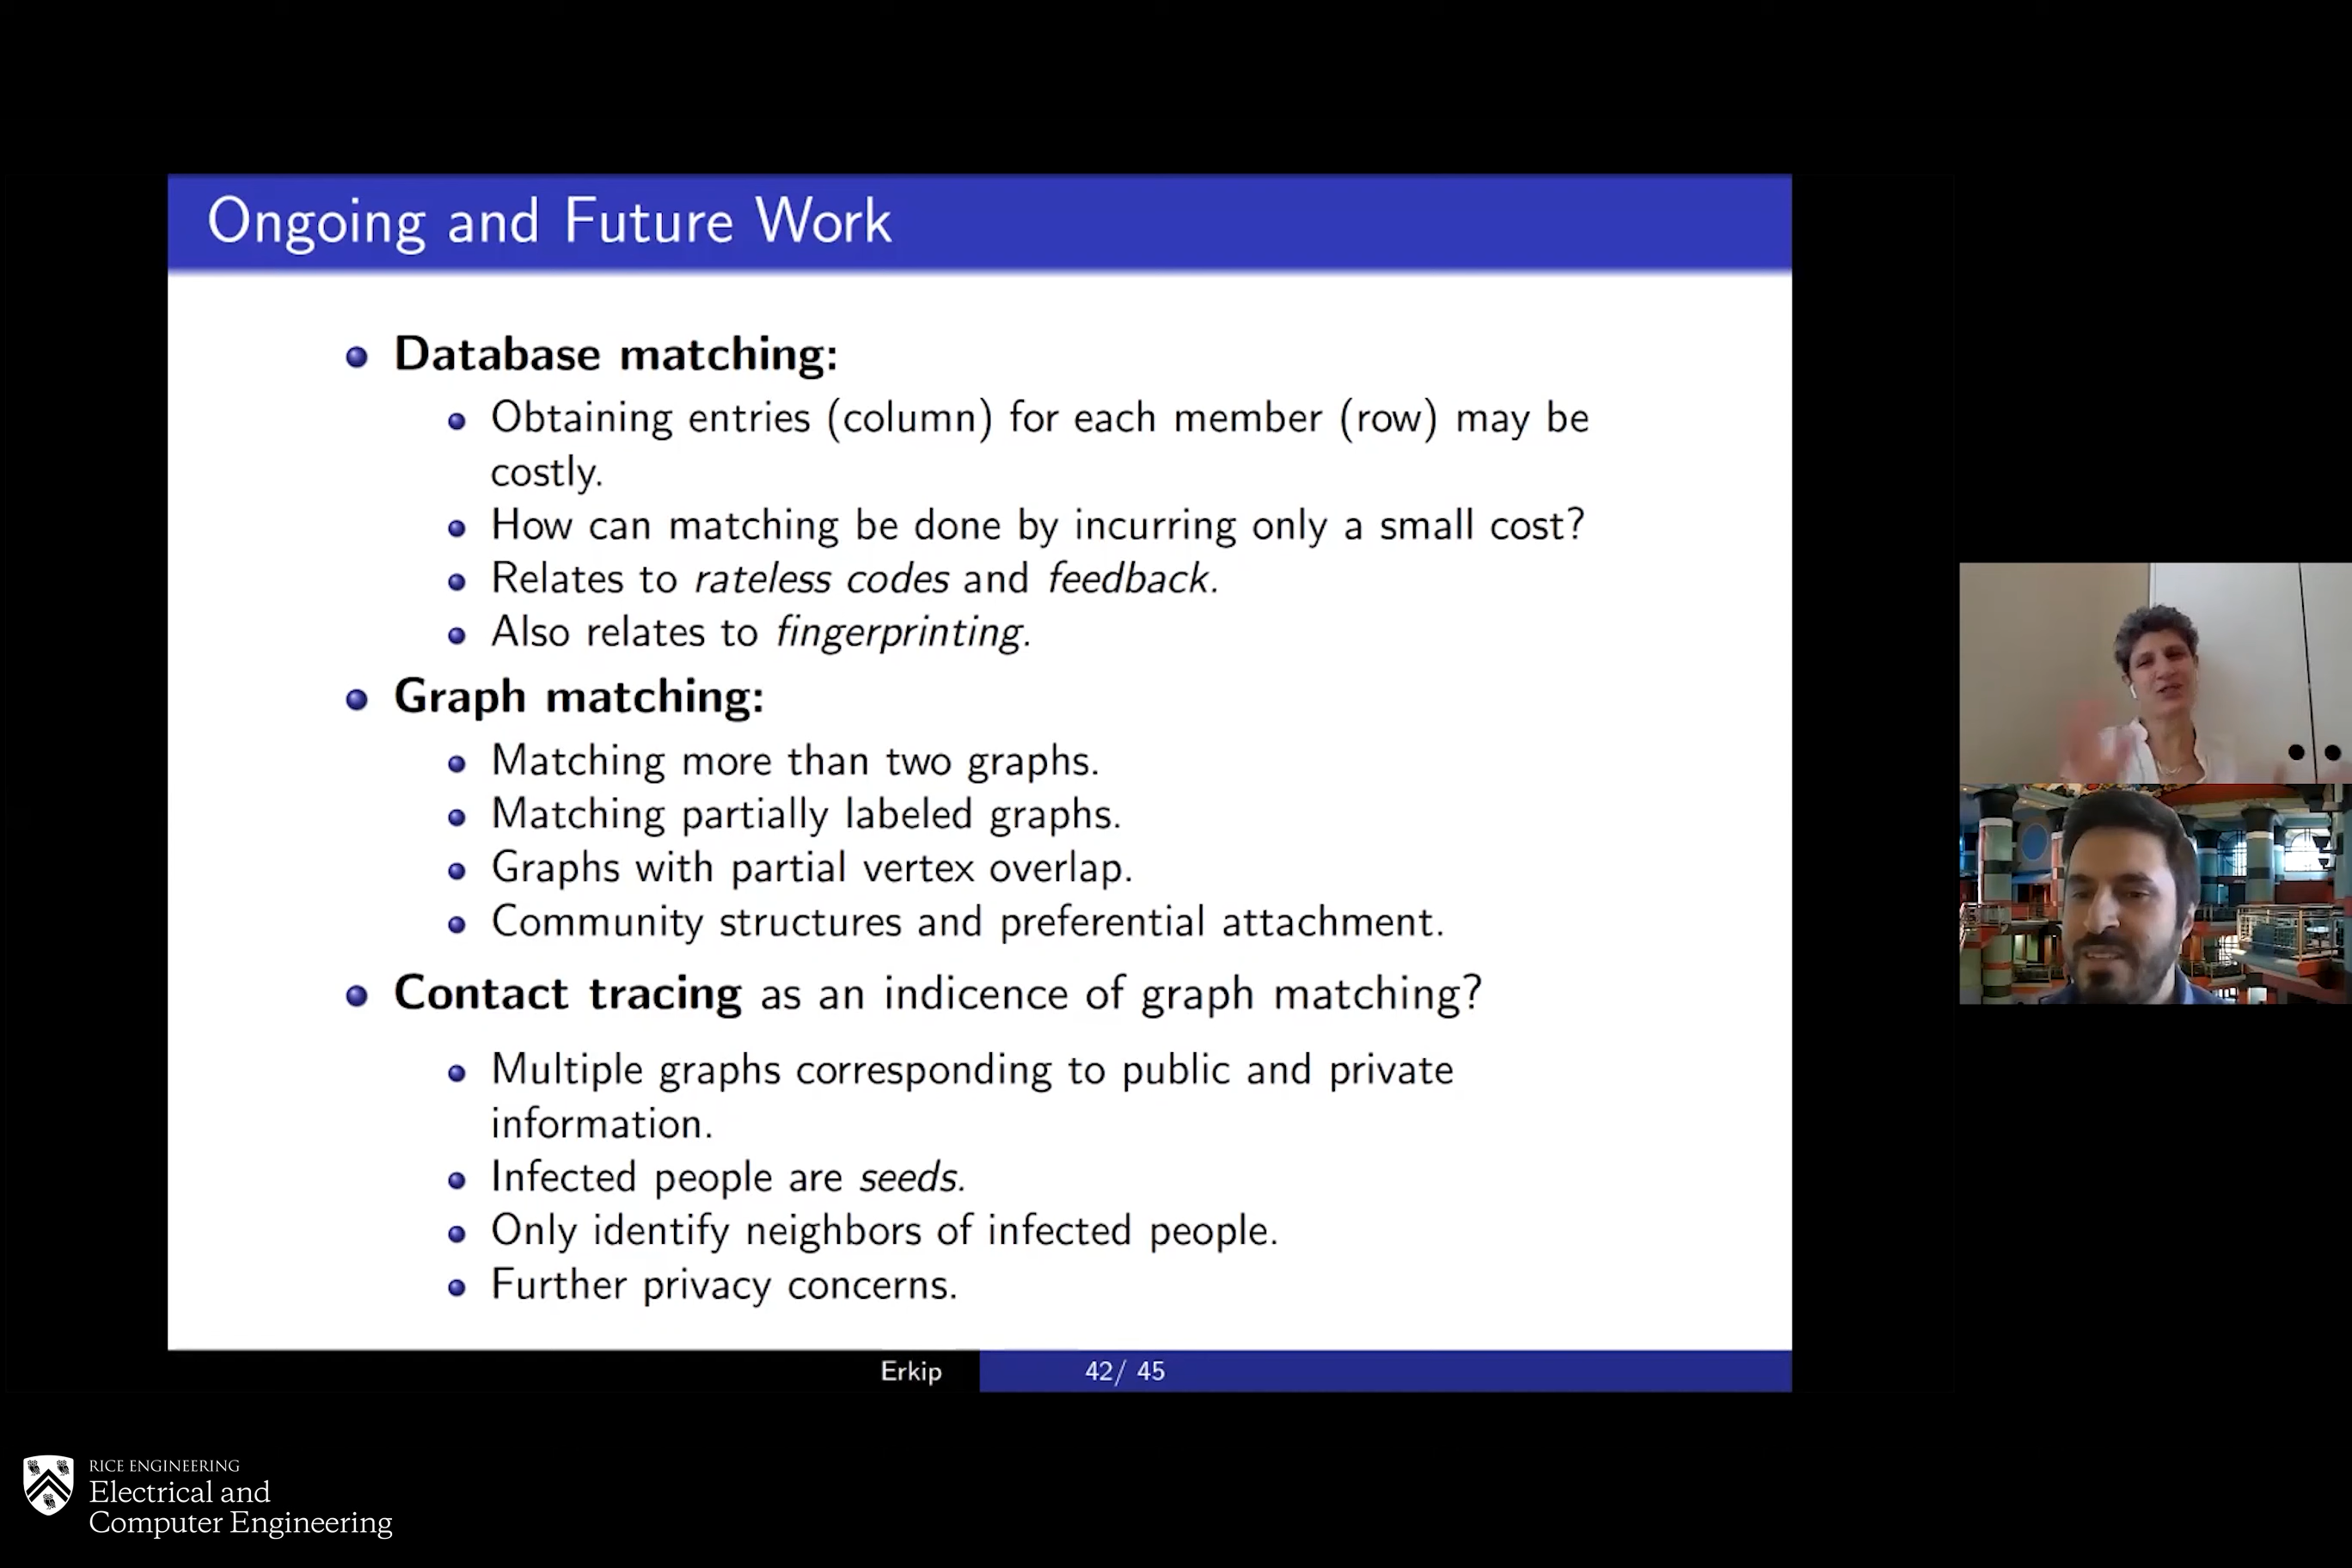 Ongoing and Future Work
Database matching:
Obtaining entries (column) for each member (row) may be
costly.
How can matching be done by incurring only a small cost?
Relates to rateless codes and feedback.
Also relates to fingerprinting.
Graph matching:
Matching more than two graphs.
Matching partially labeled graphs.
Graphs with partial vertex overlap.
Community structures and preferential attachment.
Contact tracing as an indicence of graph matching?
Multiple graphs corresponding to public and private
information.
Infected people are seeds.
Only identify neighbors of infected people.
Further privacy concerns.
Erkip 42/ 45
RICE ENGINEERING
Electrical and
Computer Engineering